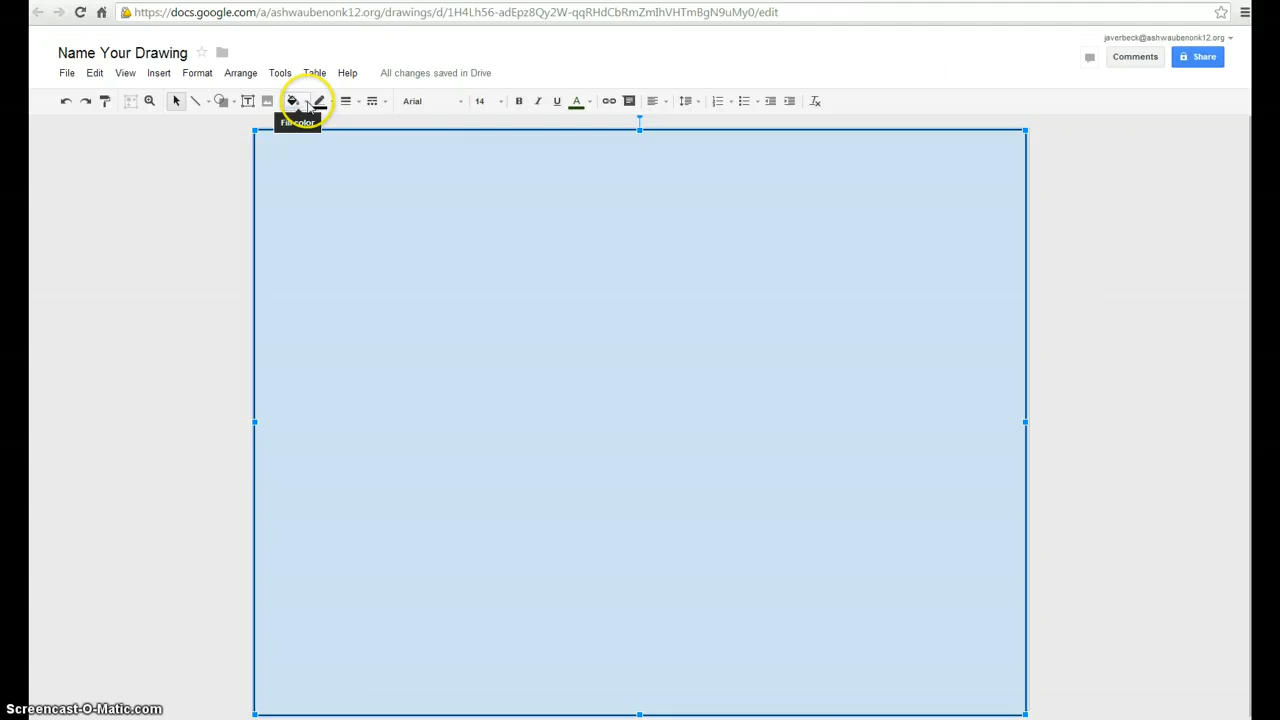 https://docs.google.com/a/ashwaubenonk12.org/drawings/d/1H4Lh56-adEpz8Qy2W-qqRHdCbRmZmIhVHTmBgN9uMy0/edit
javerbeck@ashwaubenonk12.org
Name Your Drawing
Comments
Share
File Edit View Insert Format Arrange Tools Table Help All changes saved in Drive
Arial 14 B I U A
Fill color
Screencast-O-Matic.com